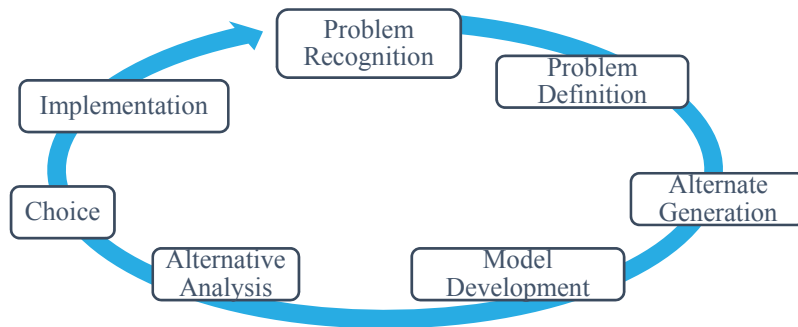 Problem
Recognition
Problem
Definition
Alternate
Generation
Model
Development
Alternative
Analysis
Choice
Implementation